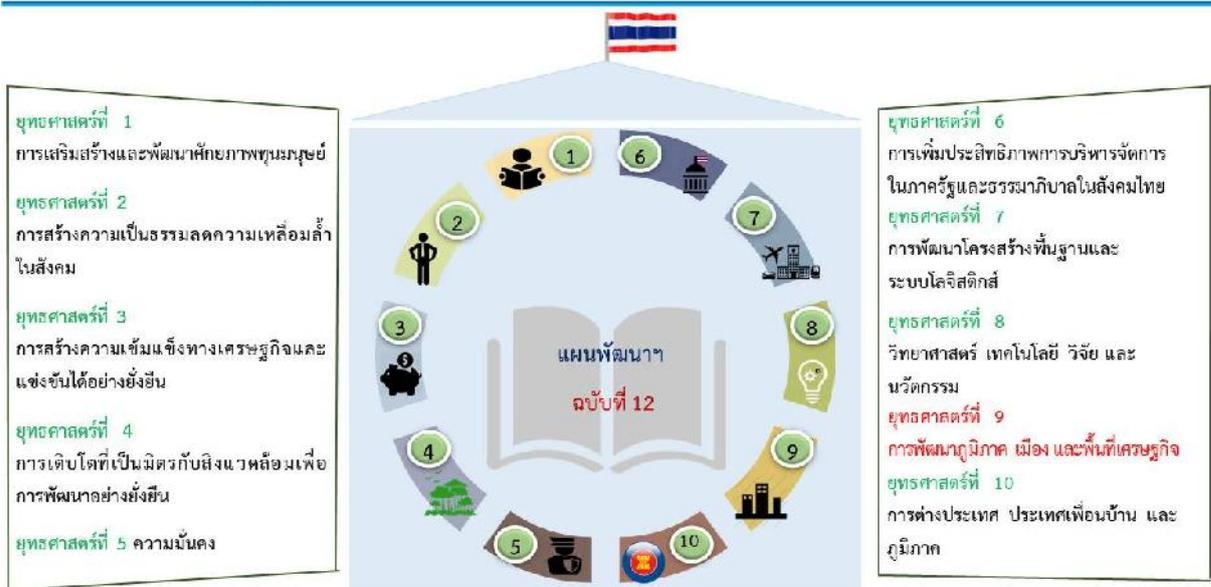 ยุทธศาสตร์ที่ 1
การเสริมสร้างและพัฒนาศักยภาพทุนมนุษย์
ยุทธศาสตร์ที่ 2
การสร้างความเป็นธรรมลดความเหลื่อมล้ำ
ในสังคม
ยุทธศาสตร์ที่ 3
การสร้างความเข้มแข็งทางเศรษฐกิจและ
แข่งขันได้อย่างยั่งยืน
ยุทธศาสตร์ที่ 4
การเติบโตที่เป็นมิตรกับสิ่งแวดล้อมเพื่อ
การพัฒนาอย่างยั่งยืน
ยุทธศาสตร์ที่ 5 ความมั่นคง
1
2
3
4
5
6
7
8
9
10
แผนพัฒนาฯ
ฉบับที่ 12
ยุทธศาสตร์ที่ 6
การเพิ่มประสิทธิภาพการบริหารจัดการ
ในภาครัฐและธรรมาภิบาลในสังคมไทย
ยุทธศาสตร์ที่ 7
การพัฒนาโครงสร้างพื้นฐานและ
ระบบโลจิสติกส์
ยุทธศาสตร์ที่ 8
วิทยาศาสตร์ เทคโนโลยี วิจัย และ
นวัตกรรม
ยุทธศาสตร์ที่ 9
การพัฒนาภูมิภาค เมือง และพื้นที่เศรษฐกิจ
ยุทธศาสตร์ที่ 10
การต่างประเทศ ประเทศเพื่อนบ้าน และ
ภูมิภาค